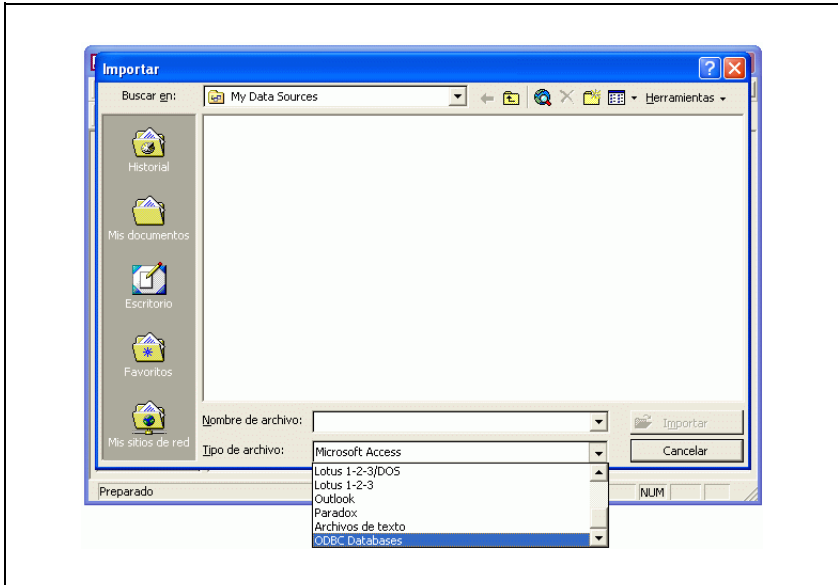 Importar
Buscar en:
My Data Sources
Herramientas
Historial
Mis documentos
Escritorio
Favoritos
Mis sitios de red
Nombre de archivo:
Importar
Tipo de archivo:
Microsoft Access
Cancelar
Lotus 1-2-3/DOS
Lotus 1-2-3
Outlook
Paradox
Archivos de texto
ODBC Databases
Preparado
NUM